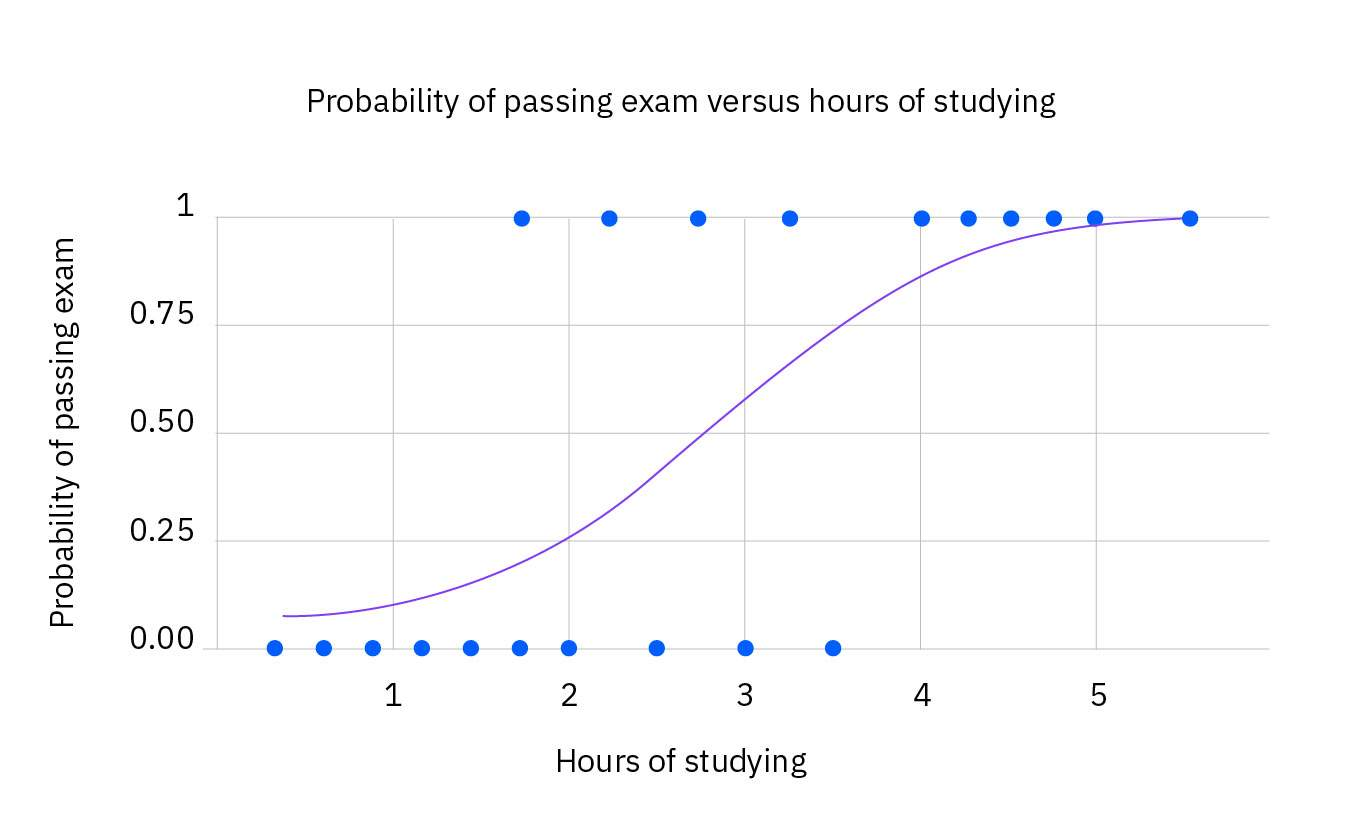 Probability of passing exam versus hours of studying
Probability of passing exam
1
0.75
0.50
0.25
0.00
1 2 3 4 5
Hours of studying